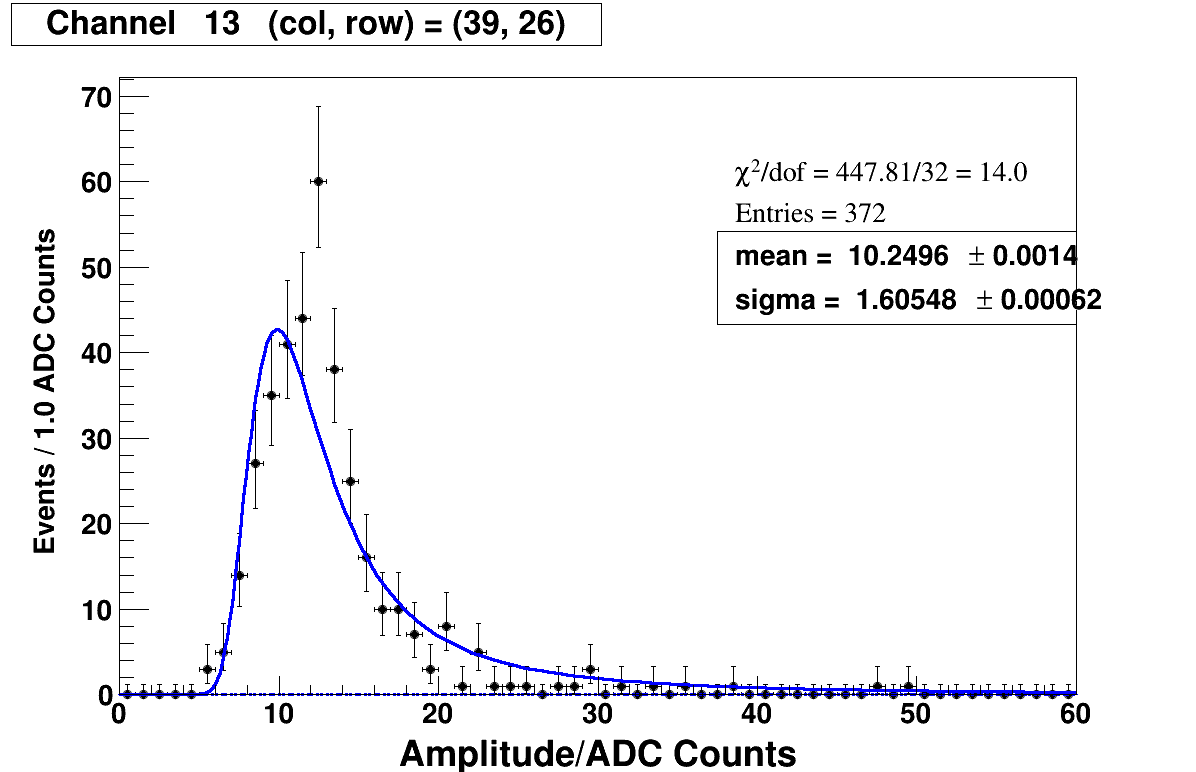 Channel 13 (col, row) = (39, 26)
70
60
50
40
30
20
10
0
Events / 1.0 ADC Counts
χ²/dof = 447.81/32 = 14.0
Entries = 372
mean = 10.2496 ± 0.0014
sigma = 1.60548 ± 0.00062
0 10 20 30 40 50 60
Amplitude/ADC Counts